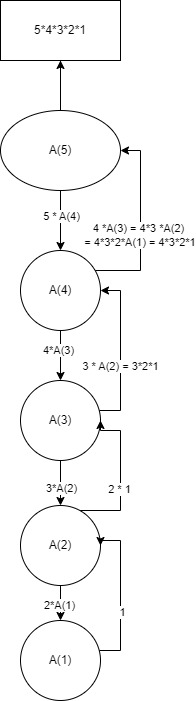 5*4*3*2*1
A(5)
5 * A(4)
4 *A(3) = 4*3 *A(2)
= 4*3*2*A(1) = 4*3*2*1
A(4)
4*A(3)
3 * A(2) = 3*2*1
A(3)
3*A(2)
2 * 1
A(2)
2*A(1)
1
A(1)